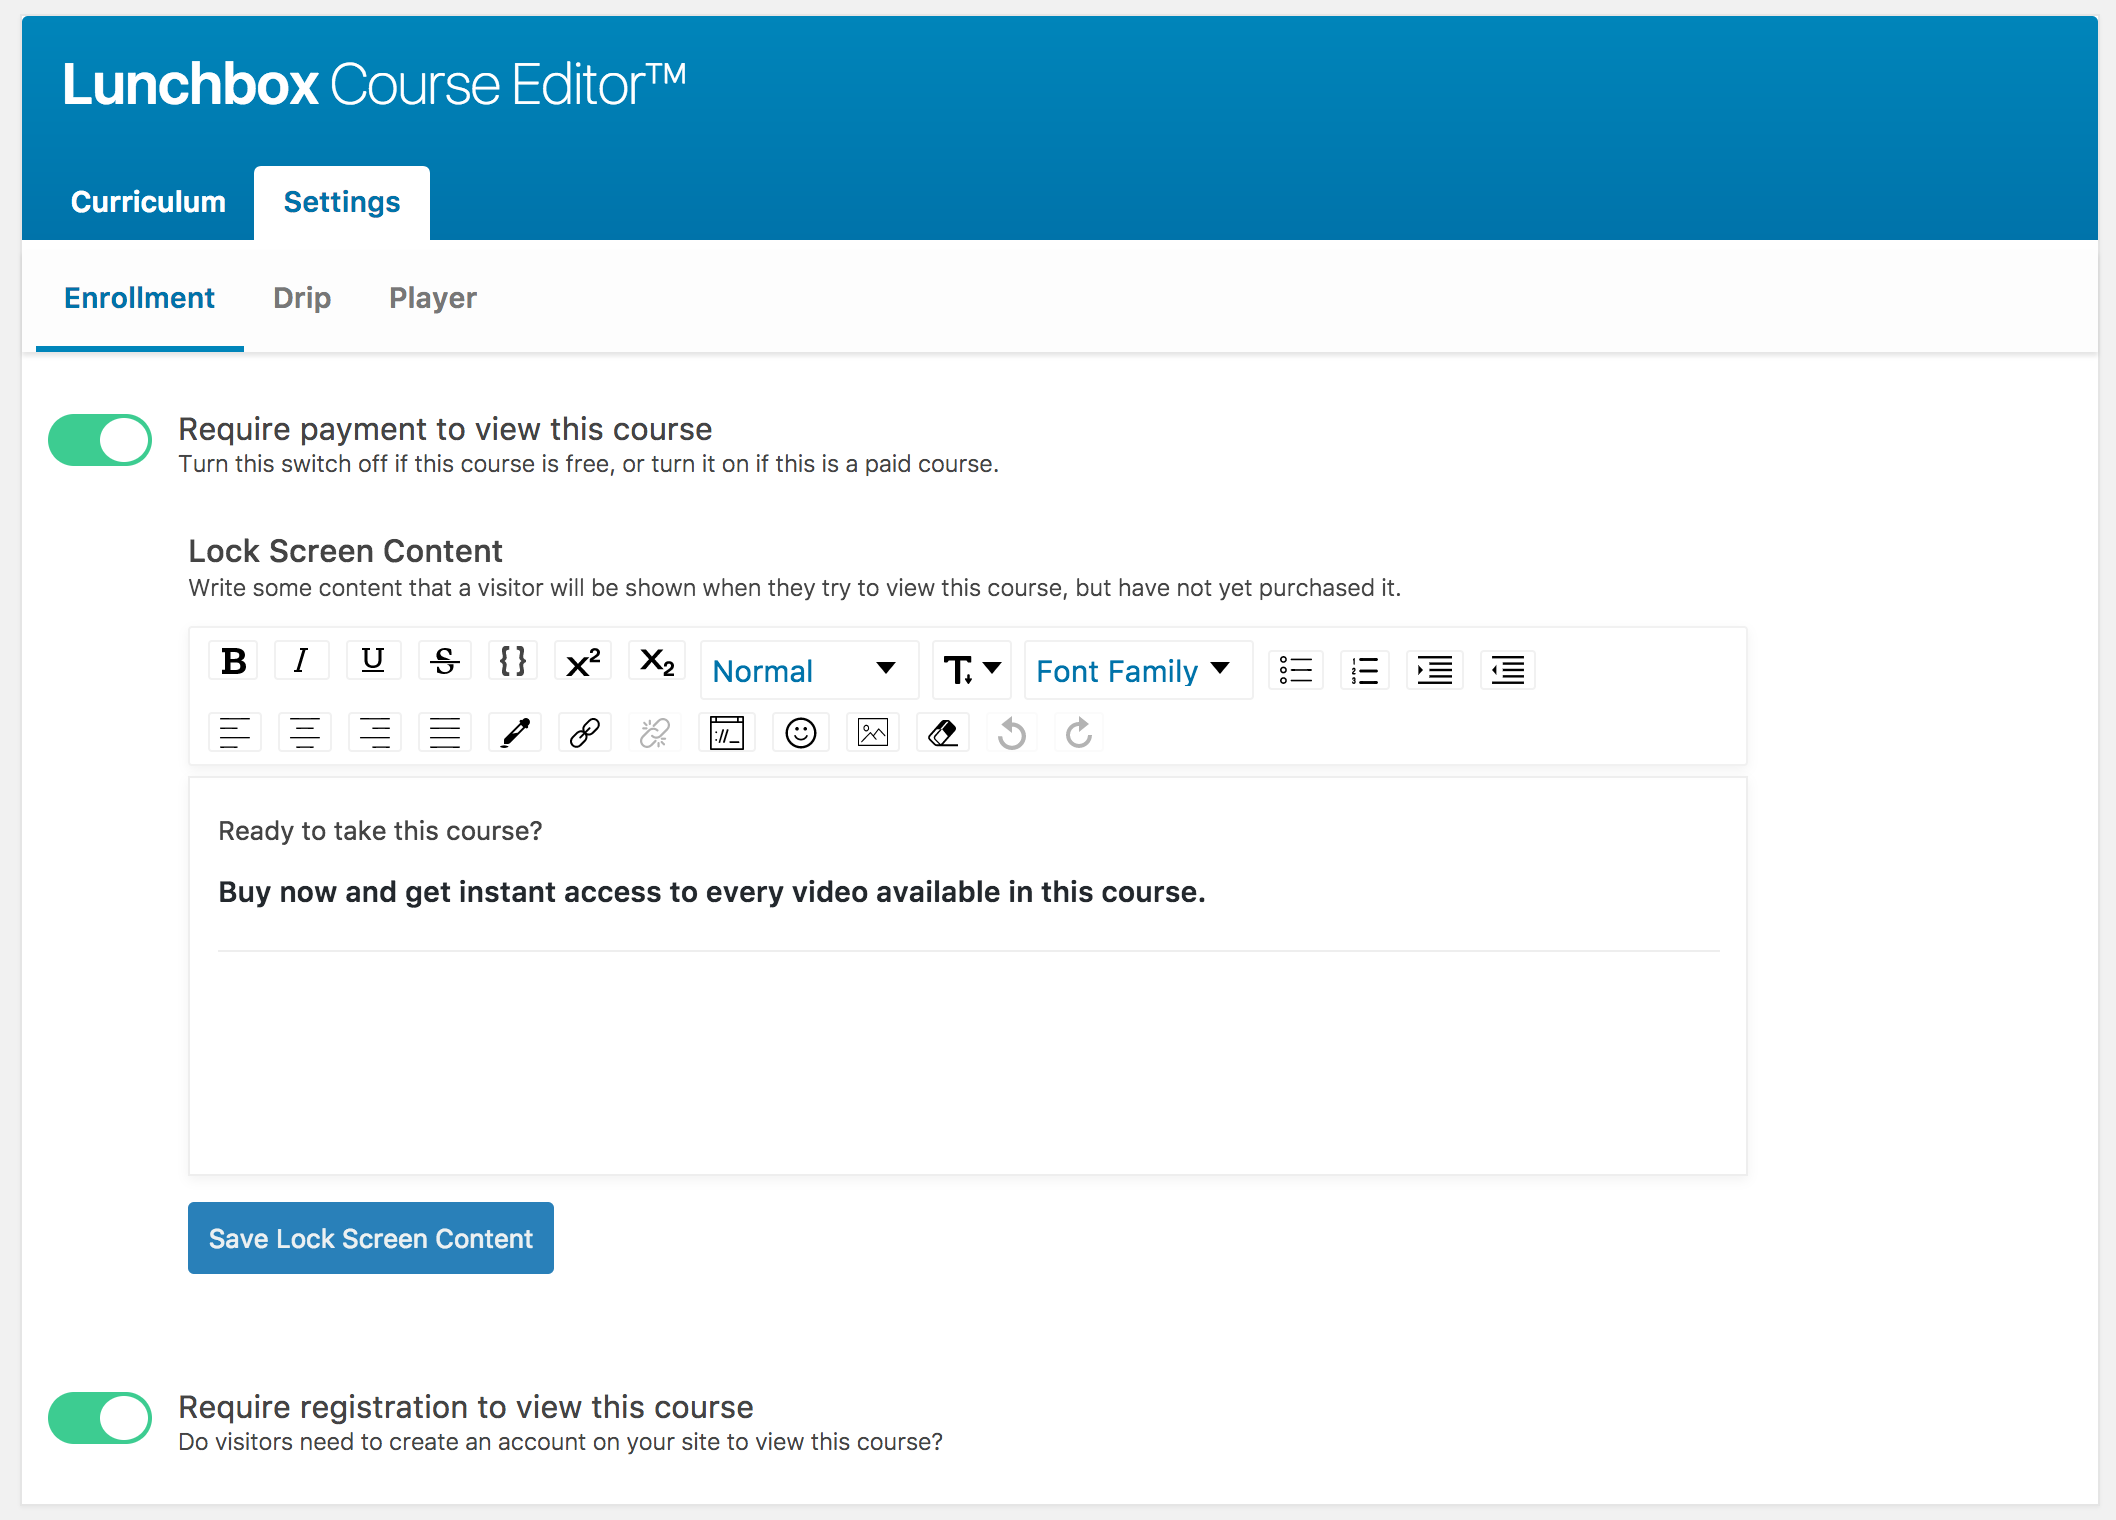 Lunchbox Course Editor™
Curriculum Settings
Enrollment Drip Player
Require payment to view this course
Turn this switch off if this course is free, or turn it on if this is a paid course.
Lock Screen Content
Write some content that a visitor will be shown when they try to view this course, but have not yet purchased it.
B I U S {} x² x₂ Normal T Font Family
Ready to take this course?
Buy now and get instant access to every video available in this course.
Save Lock Screen Content
Require registration to view this course
Do visitors need to create an account on your site to view this course?